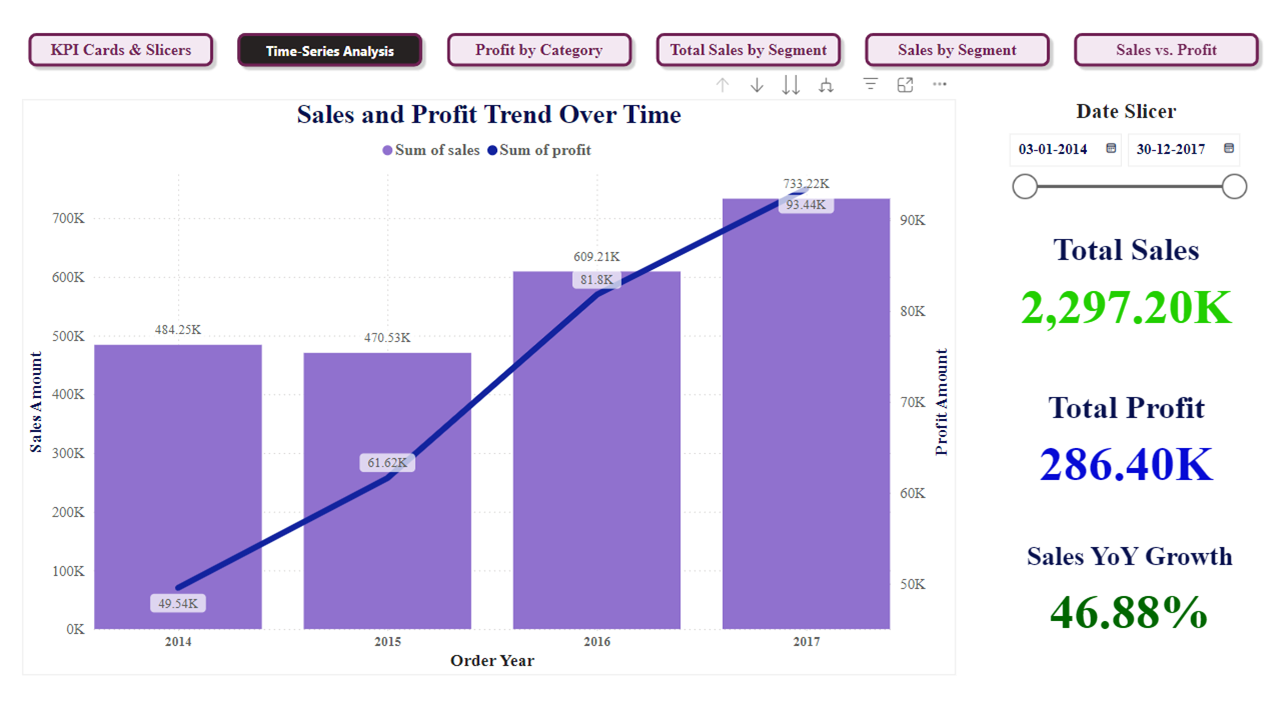 KPI Cards & Slicers
Time-Series Analysis
Profit by Category
Total Sales by Segment
Sales by Segment
Sales vs. Profit
Sales and Profit Trend Over Time
Sum of sales Sum of profit
Sales Amount
700K
600K
500K
400K
300K
200K
100K
0K
484.25K
470.53K
609.21K
733.22K
49.54K
61.62K
81.8K
93.44K
90K
80K
70K
60K
50K
Profit Amount
2014 2015 2016 2017
Order Year
Date Slicer
03-01-2014 30-12-2017
Total Sales
2,297.20K
Total Profit
286.40K
Sales YoY Growth
46.88%